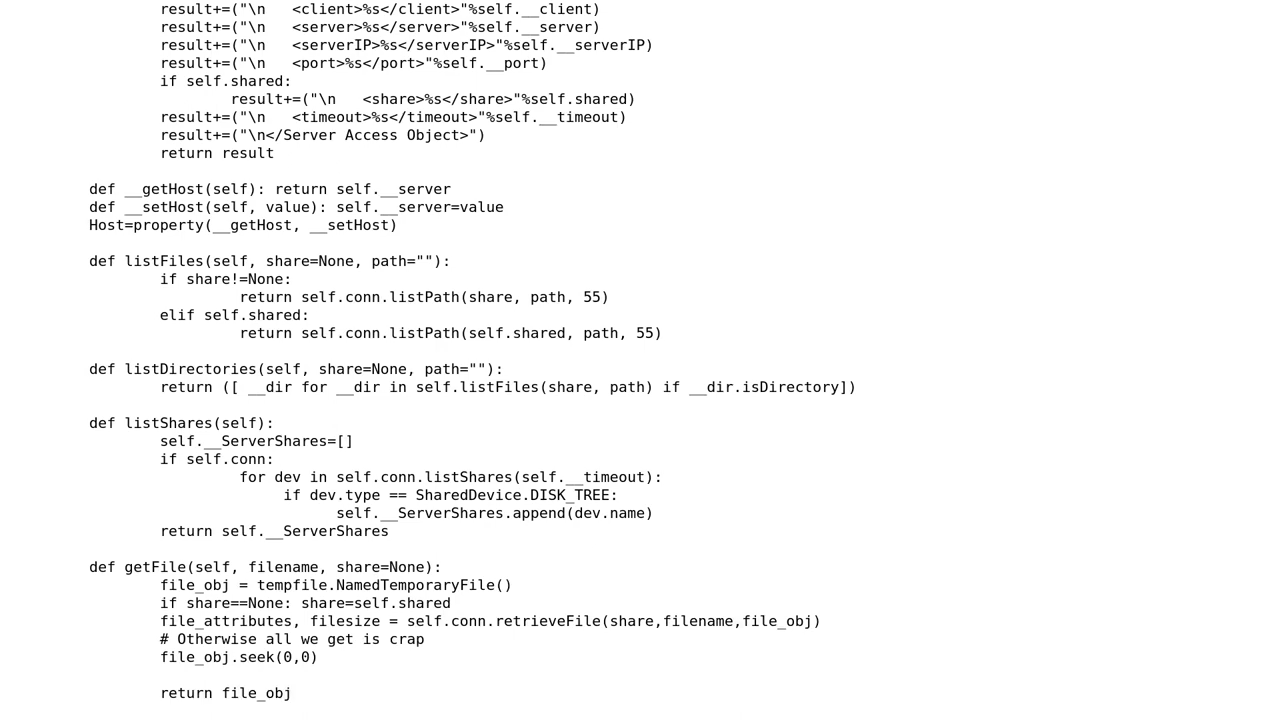 result+=("\n   <client>%s</client>"%self.__client)
result+=("\n   <server>%s</server>"%self.__server)
result+=("\n   <serverIP>%s</serverIP>"%self.__serverIP)
result+=("\n   <port>%s</port>"%self.__port)
if self.shared:
result+=("\n   <share>%s</share>"%self.shared)
result+=("\n   <timeout>%s</timeout>"%self.__timeout)
result+=("\n</Server Access Object>")
return result
def __getHost(self): return self.__server
def __setHost(self, value): self.__server=value
Host=property(__getHost, __setHost)
def listFiles(self, share=None, path=""):
if share!=None:
return self.conn.listPath(share, path, 55)
elif self.shared:
return self.conn.listPath(self.shared, path, 55)
def listDirectories(self, share=None, path=""):
return ([ __dir for __dir in self.listFiles(share, path) if __dir.isDirectory])
def listShares(self):
self.__ServerShares=[]
if self.conn:
for dev in self.conn.listShares(self.__timeout):
if dev.type == SharedDevice.DISK_TREE:
self.__ServerShares.append(dev.name)
return self.__ServerShares
def getFile(self, filename, share=None):
file_obj = tempfile.NamedTemporaryFile()
if share==None: share=self.shared
file_attributes, filesize = self.conn.retrieveFile(share,filename,file_obj)
# Otherwise all we get is crap
file_obj.seek(0,0)
return file_obj